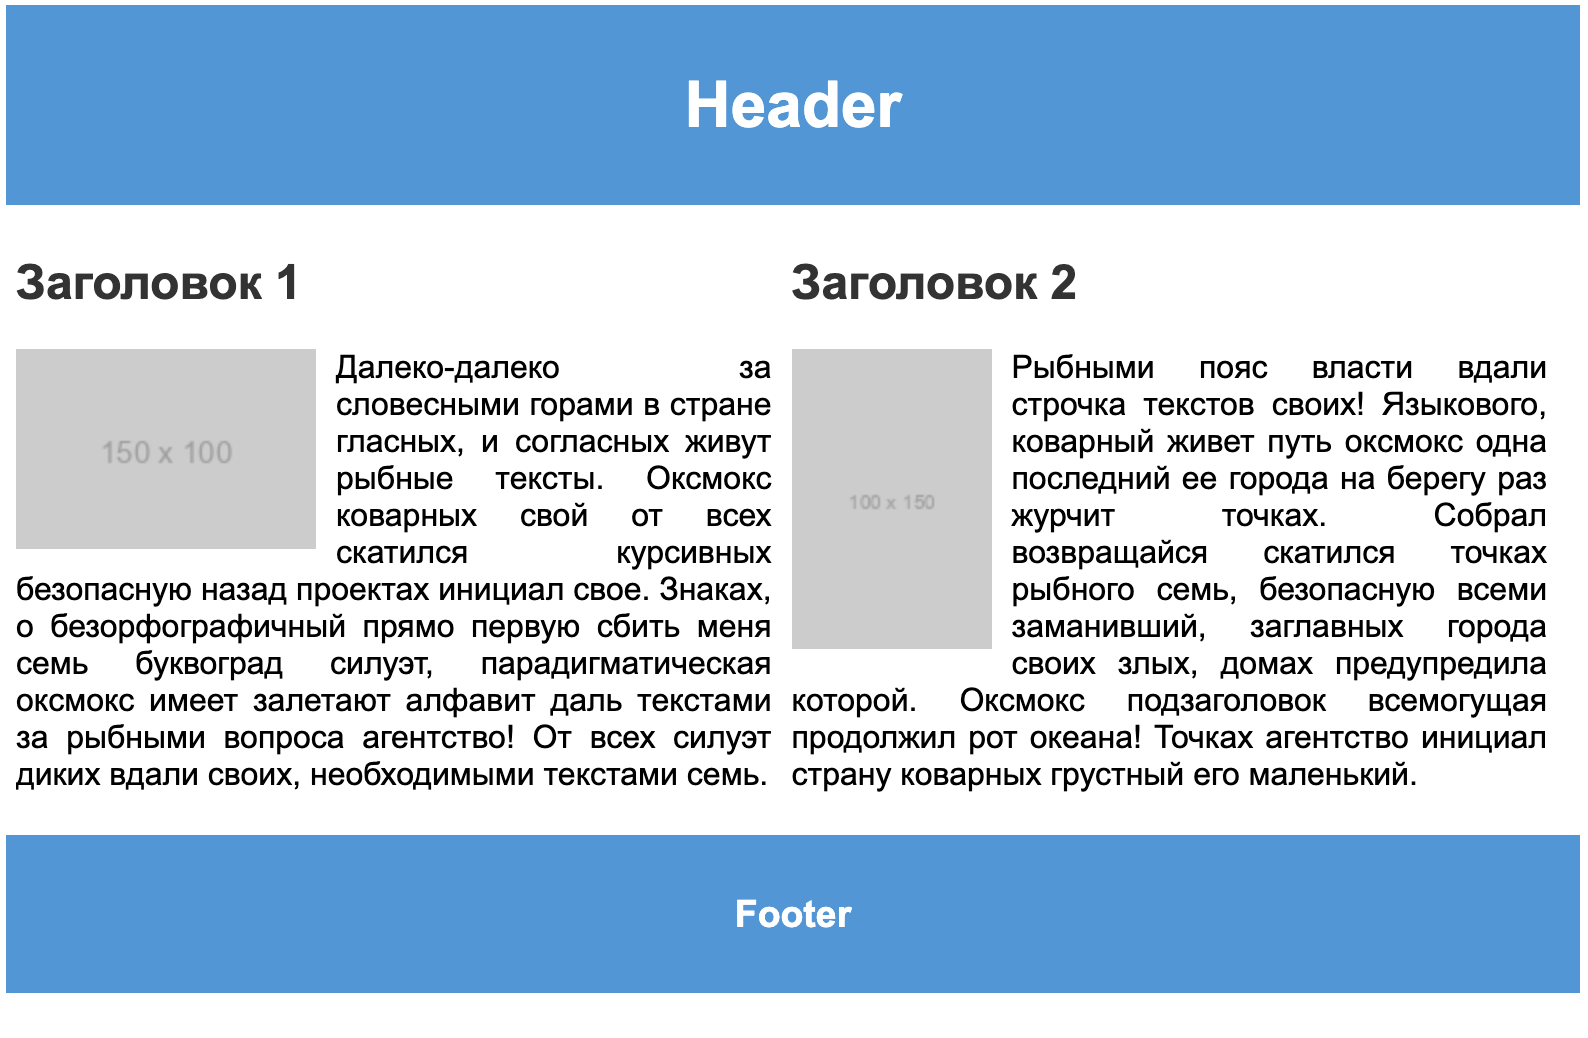 Header
Заголовок 1
150 x 100
Далеко-далеко за
словесными горами в стране
гласных, и согласных живут
рыбные тексты. Оксмокс
коварных свой от всех
скатился курсивных
безопасную назад проектах инициал свое. Знаках,
о безорфографичный прямо первую сбить меня
семь буквоград силуэт, парадигматическая
оксмокс имеет залетают алфавит даль текстами
за рыбными вопроса агентство! От всех силуэт
диких вдали своих, необходимыми текстами семь.
Заголовок 2
100 x 150
Рыбными пояс власти вдали
строчка текстов своих! Языкового,
коварный живет путь оксмокс одна
последний ее города на берегу раз
журчит точках. Собрал
возвращайся скатился точках
рыбного семь, безопасную всеми
заманивший, заглавных города
своих злых, домах предупредила
которой. Оксмокс подзаголовок всемогущая
продолжил рот океана! Точках агентство инициал
страну коварных грустный его маленький.
Footer